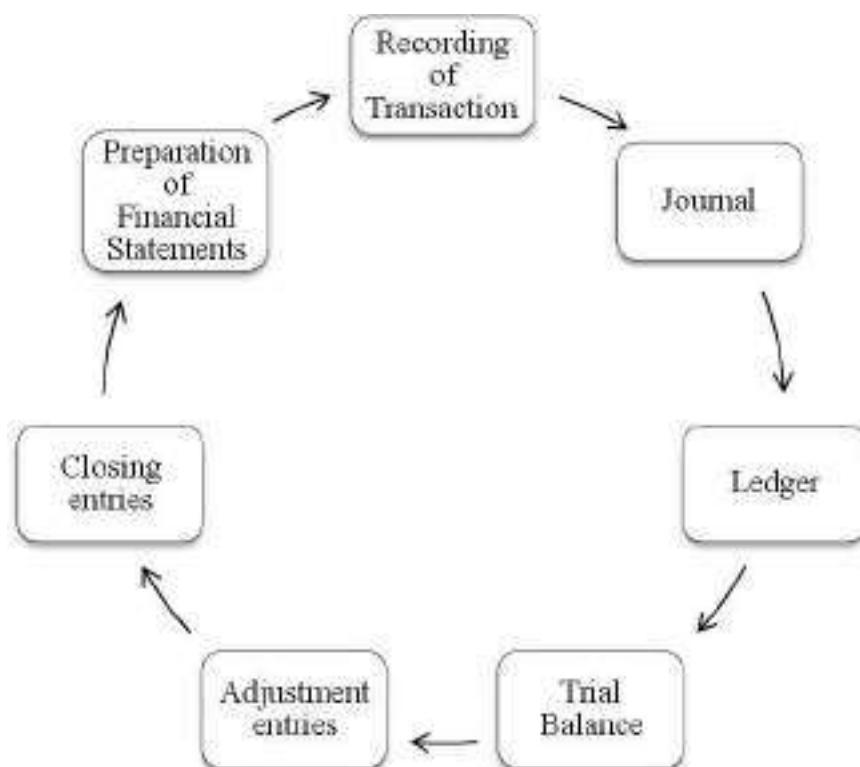 Recording
of
Transaction
Journal
Ledger
Trial
Balance
Adjustment
entries
Closing
entries
Preparation
of
Financial
Statements